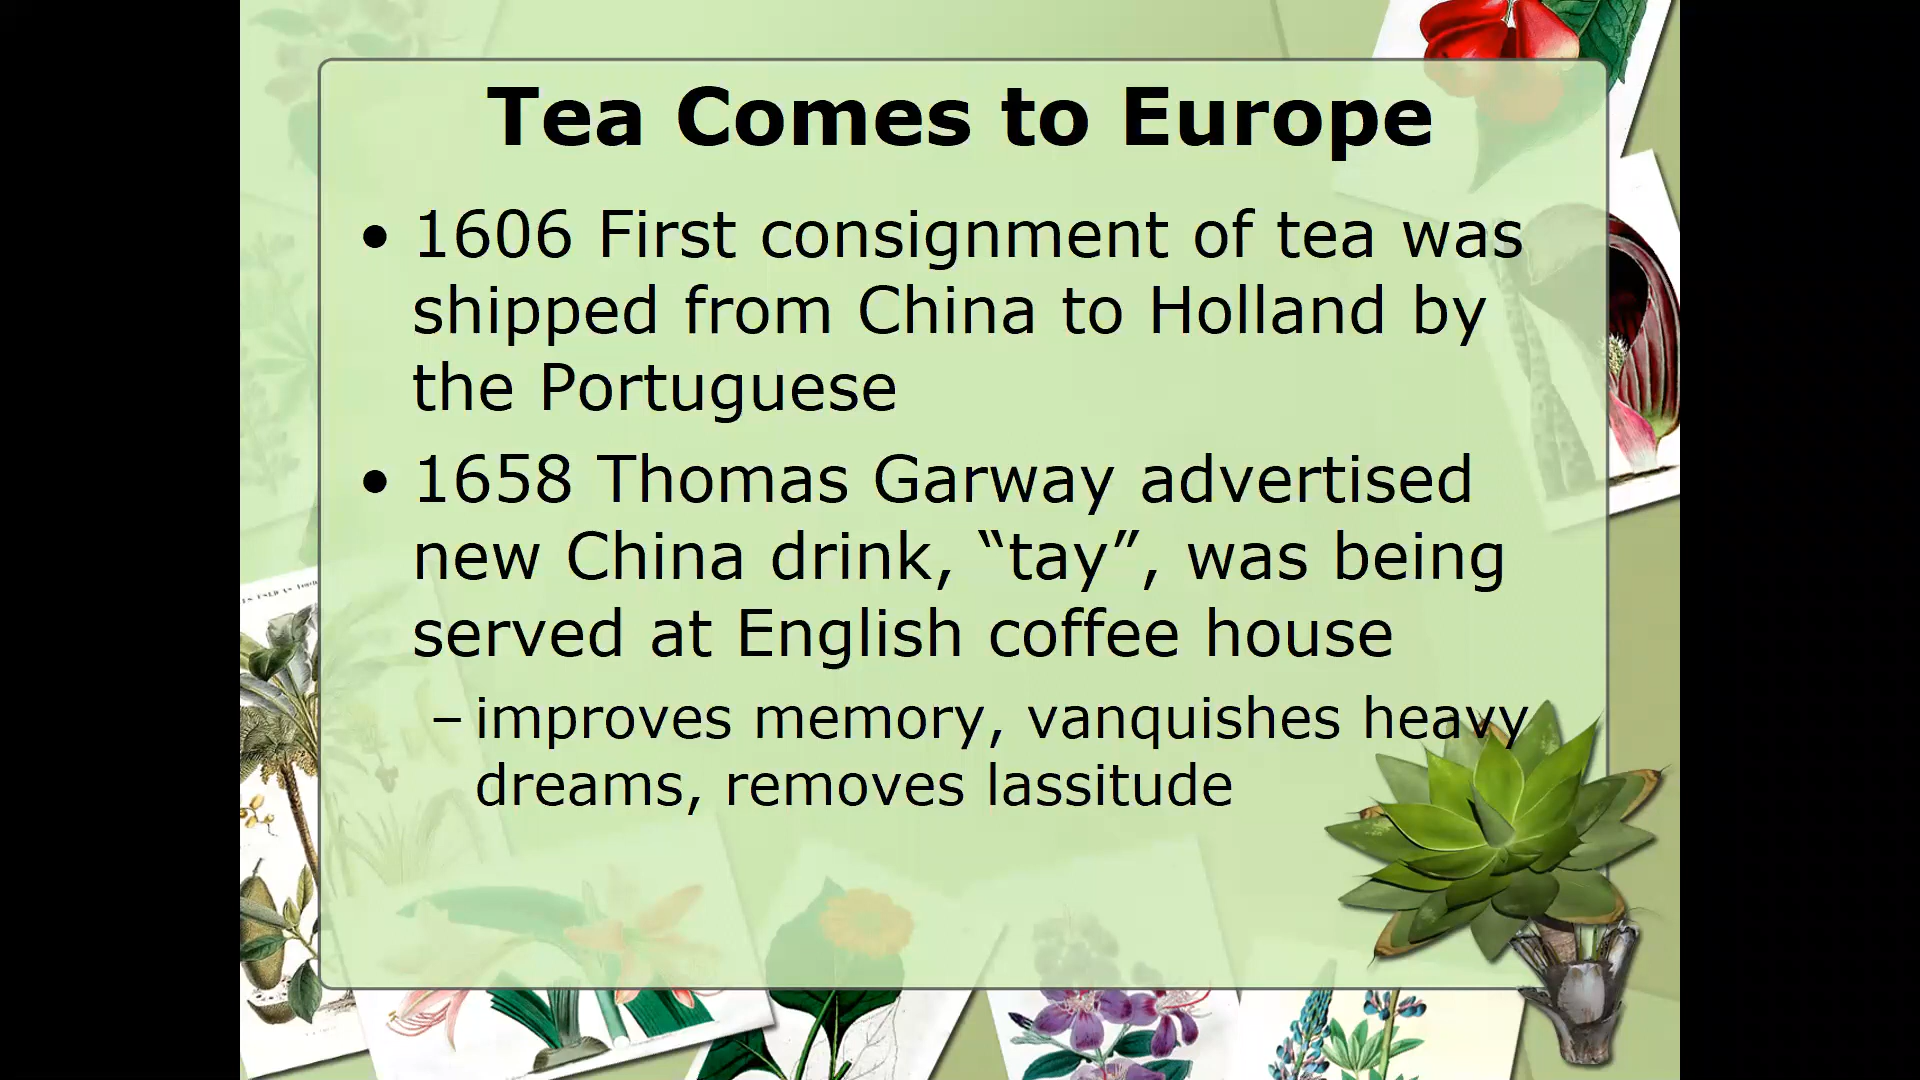 Tea Comes to Europe
• 1606 First consignment of tea was
shipped from China to Holland by
the Portuguese
• 1658 Thomas Garway advertised
new China drink, “tay”, was being
served at English coffee house
– improves memory, vanquishes heavy
dreams, removes lassitude